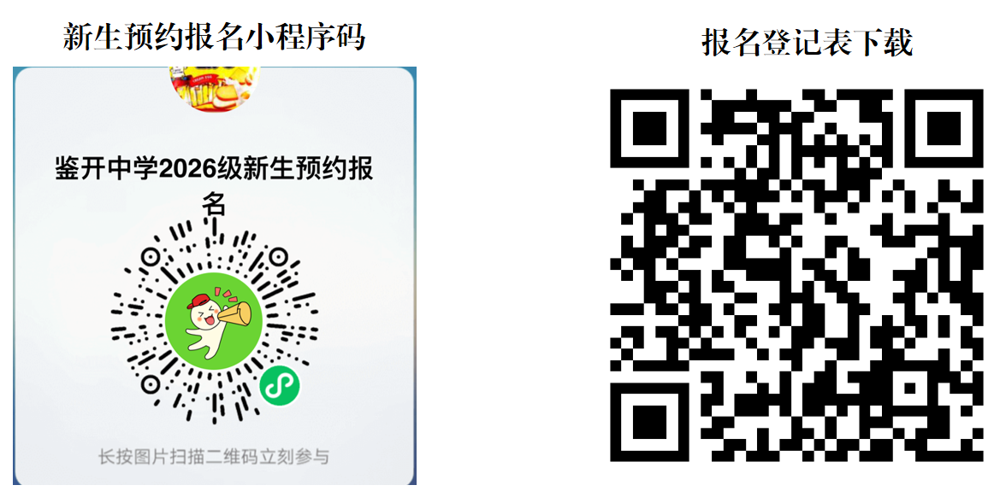 新生预约报名小程序码
报名登记表下载
鉴开中学2026级新生预约报
名
长按图片扫描二维码立刻参与